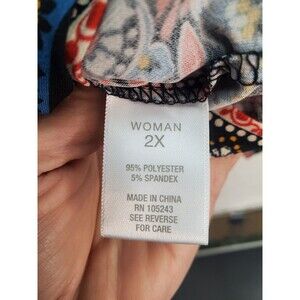 WOMAN
2X
95% POLYESTER
5% SPANDEX
MADE IN CHINA
RN 105243
SEE REVERSE
FOR CARE